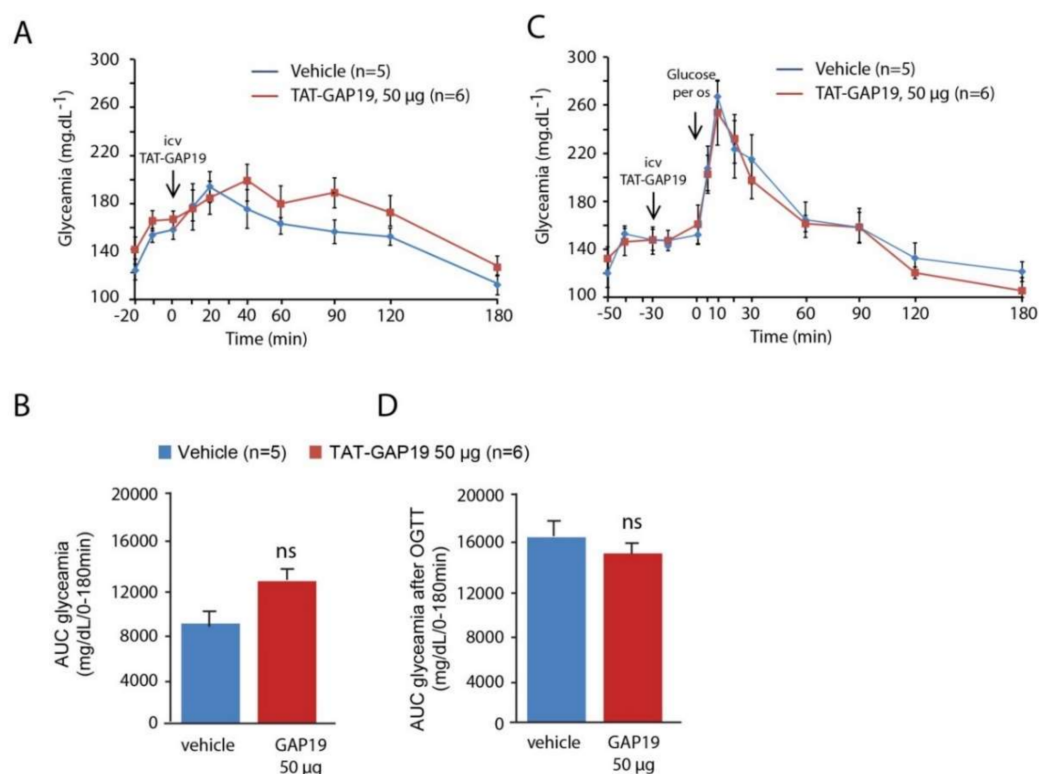 A
Glyceamia (mg.dL-1)
300
260
220
180
140
100
Vehicle (n=5)
TAT-GAP19, 50 µg (n=6)
icv
TAT-GAP19
-20
0
20
40
60
90
120
180
Time (min)
C
Glyceamia (mg.dL-1)
300
260
220
180
140
100
Glucose
per os
Vehicle (n=5)
TAT-GAP19, 50 µg (n=6)
icv
TAT-GAP19
-50
-30
0
10
30
60
90
120
180
Time (min)
B
D
Vehicle (n=5)
TAT-GAP19 50 µg (n=6)
AUC glyceamia
(mg/dL/0-180min)
20000
16000
12000
8000
4000
0
ns
vehicle
GAP19
50 µg
AUC glyceamia after OGTT
(mg/dL/0-180min)
20000
16000
12000
8000
4000
0
ns
vehicle
GAP19
50 µg